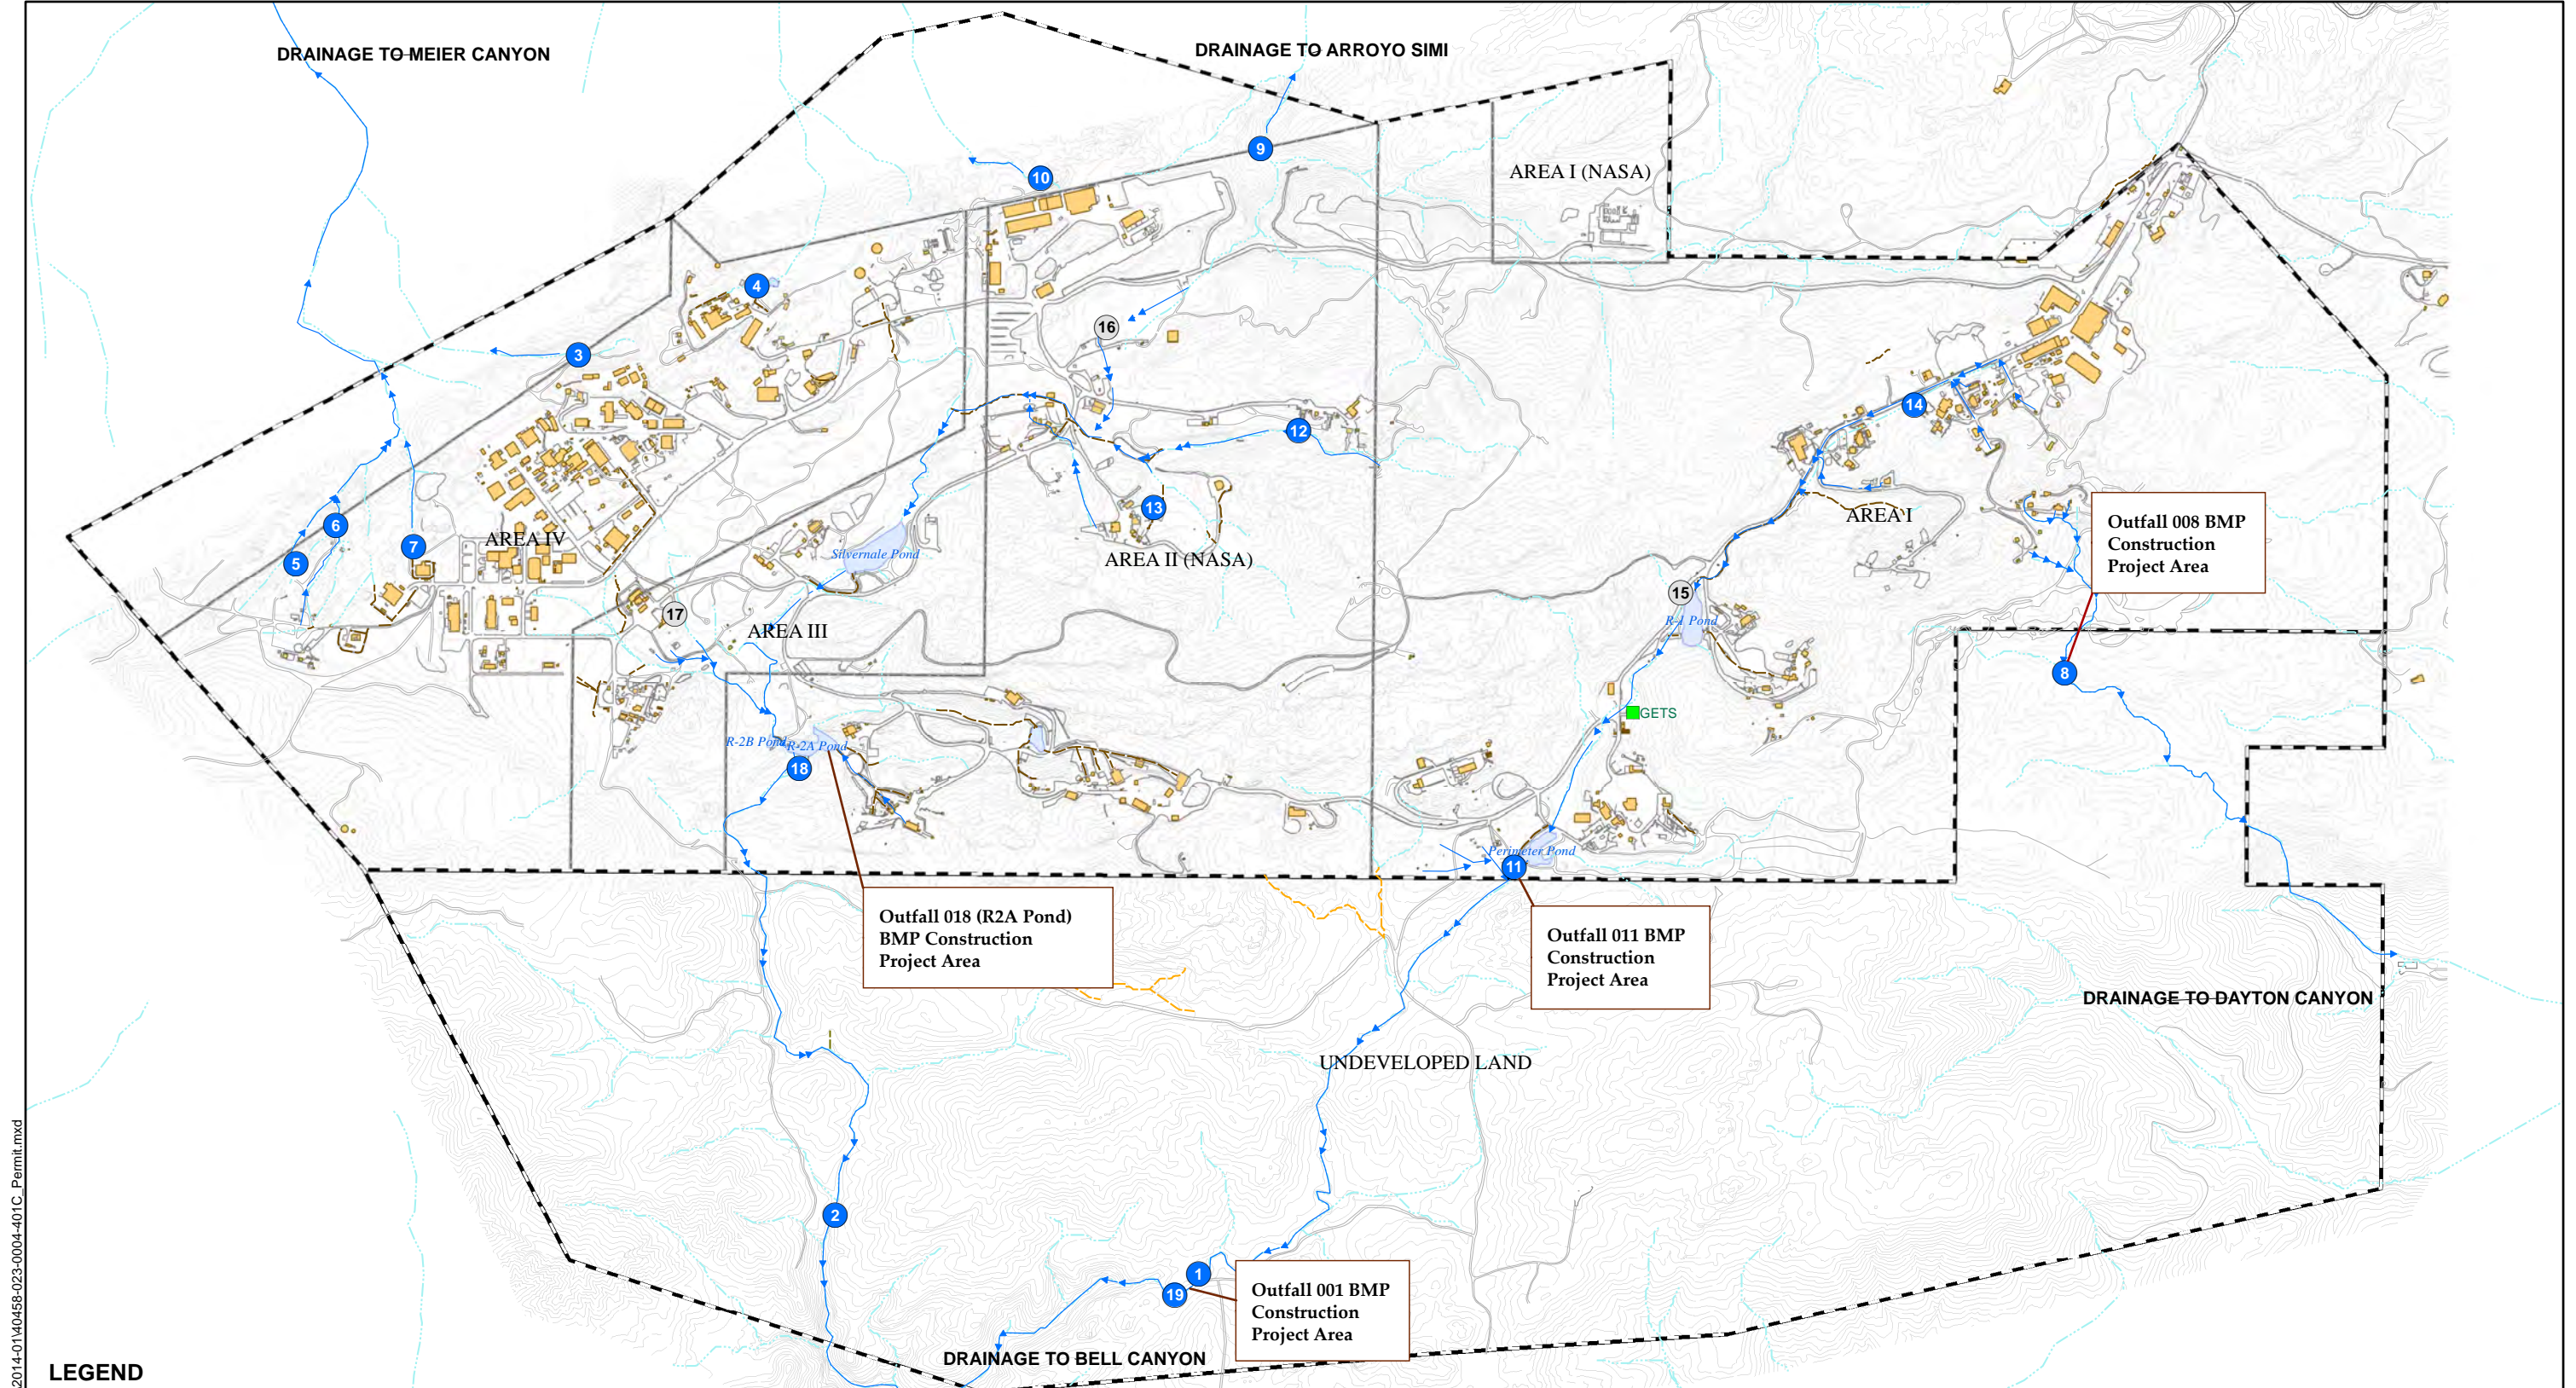 DRAINAGE TO MEIER CANYON
DRAINAGE TO ARROYO SIMI
9
AREA I (NASA)
10
4
16
3
14
12
13
AREA I
6
7
AREA IV
5
Silvernale Pond
AREA II (NASA)
Outfall 008 BMP
Construction
Project Area
15
R-1 Pond
17
AREA III
8
GETS
R-2B Pond
R-2A Pond
18
Perimeter Pond
11
Outfall 018 (R2A Pond)
BMP Construction
Project Area
Outfall 011 BMP
Construction
Project Area
DRAINAGE TO DAYTON CANYON
UNDEVELOPED LAND
2
1
19
Outfall 001 BMP
Construction
Project Area
DRAINAGE TO BELL CANYON
LEGEND
2014-01\40458-023-0004-401C_Permit.mxd